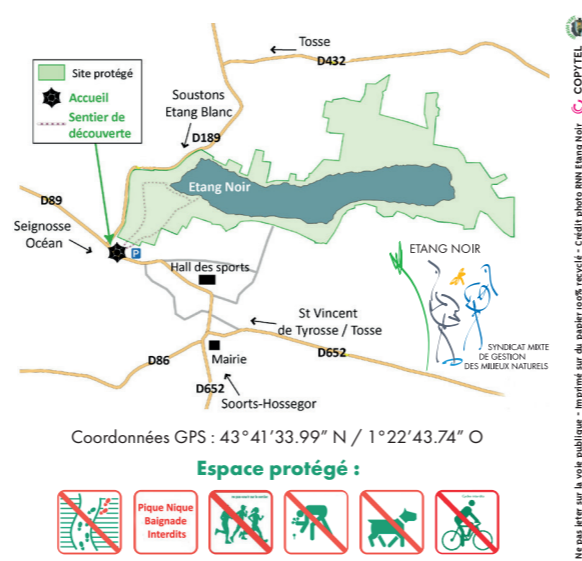 Tosse
D432
Site protégé
Accueil
Sentier de
découverte
Soustons
Etang Blanc
D189
Etang Noir
D89
Seignosse
Océan
P
Hall des sports
ETANG NOIR
St Vincent
de Tyrosse / Tosse
SYNDICAT MIXTE
DE GESTION
DES MILIEUX NATURELS
Mairie
D86
D652
D652
Soorts-Hossegor
Coordonnées GPS : 43°41’33.99” N / 1°22’43.74” O
Espace protégé :
Pique Nique
Baignade
Interdits
Ne pas jeter sur la voie publique - Imprimé sur du papier 100% recyclé - Crédit Photo RNN Etang Noir
COPYTEL